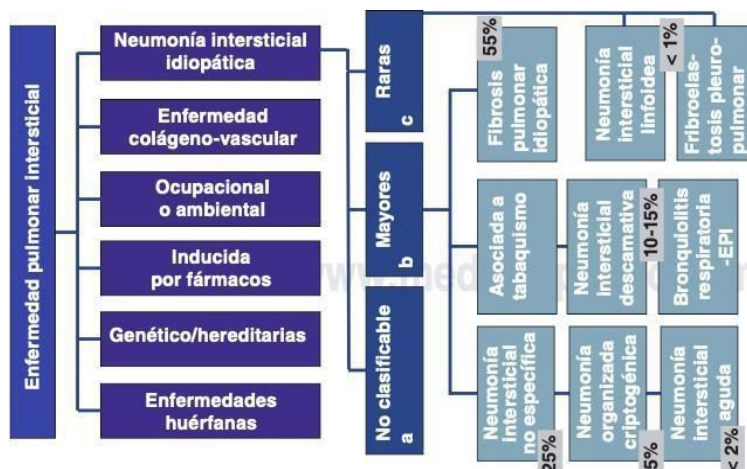 Enfermedad pulmonar intersticial
Neumonía intersticial
idiopática
Enfermedad
colágeno-vascular
Ocupacional
o ambiental
Inducida
por fármacos
Genético/hereditarias
Enfermedades
huérfanas
Raras
c
Mayores
b
No clasificable
a
Fibrosis
pulmonar
idiopática
55%
Neumonía
intersticial
linfoidea
< 1%
Fribroelas-
tosis pleuro-
pulmonar
Asociada a
tabaquismo
Neumonía
intersticial
descamativa
10-15%
Bronquiolitis
respiratoria
-EPI
Neumonía
intersticial
no específica
25%
Neumonía
organizada
criptogénica
5%
Neumonía
intersticial
aguda
< 2%